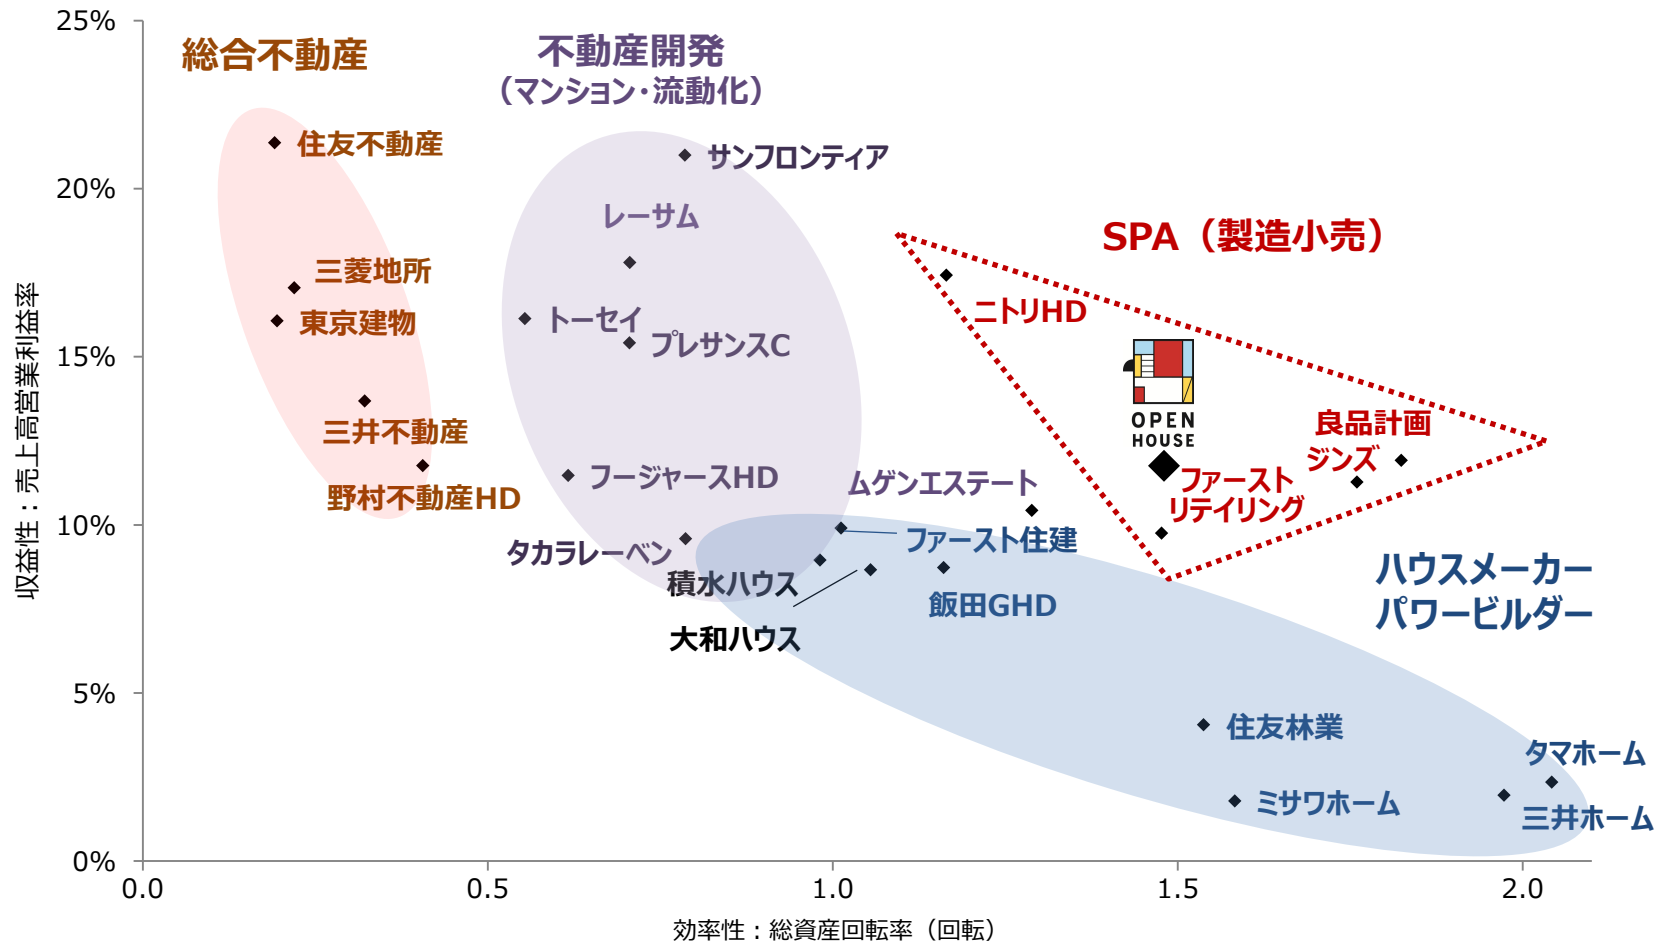 25%
総合不動産
不動産開発
（マンション・流動化）
住友不動産
サンフロンティア
20%
レーサム
SPA（製造小売）
三菱地所
東京建物
トーセイ
プレサンスC
ニトリHD
15%
収益性：売上高営業利益率
三井不動産
野村不動産HD
フージャースHD
OPEN
HOUSE
良品計画
ジンズ
ファースト
リテイリング
ムゲンエステート
10%
タカラレーベン
ファースト住建
積水ハウス
飯田GHD
大和ハウス
ハウスメーカー
パワービルダー
5%
住友林業
タマホーム
ミサワホーム
三井ホーム
0%
0.0
0.5
1.0
1.5
2.0
効率性：総資産回転率（回転）